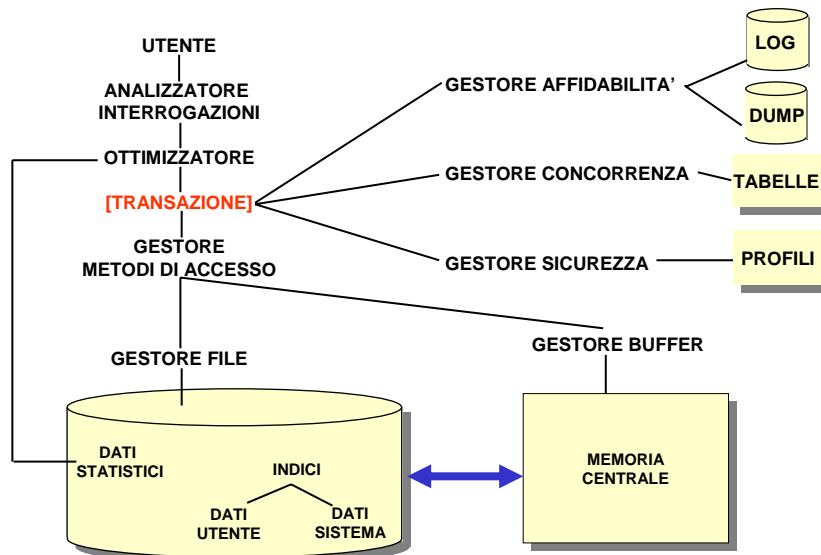 UTENTE
ANALIZZATORE
INTERROGAZIONI
OTTIMIZZATORE
[TRANSAZIONE]
GESTORE
METODI DI ACCESSO
GESTORE FILE
GESTORE AFFIDABILITA’
LOG
DUMP
GESTORE CONCORRENZA
TABELLE
GESTORE SICUREZZA
PROFILI
GESTORE BUFFER
DATI
STATISTICI
INDICI
DATI
UTENTE
DATI
SISTEMA
MEMORIA
CENTRALE